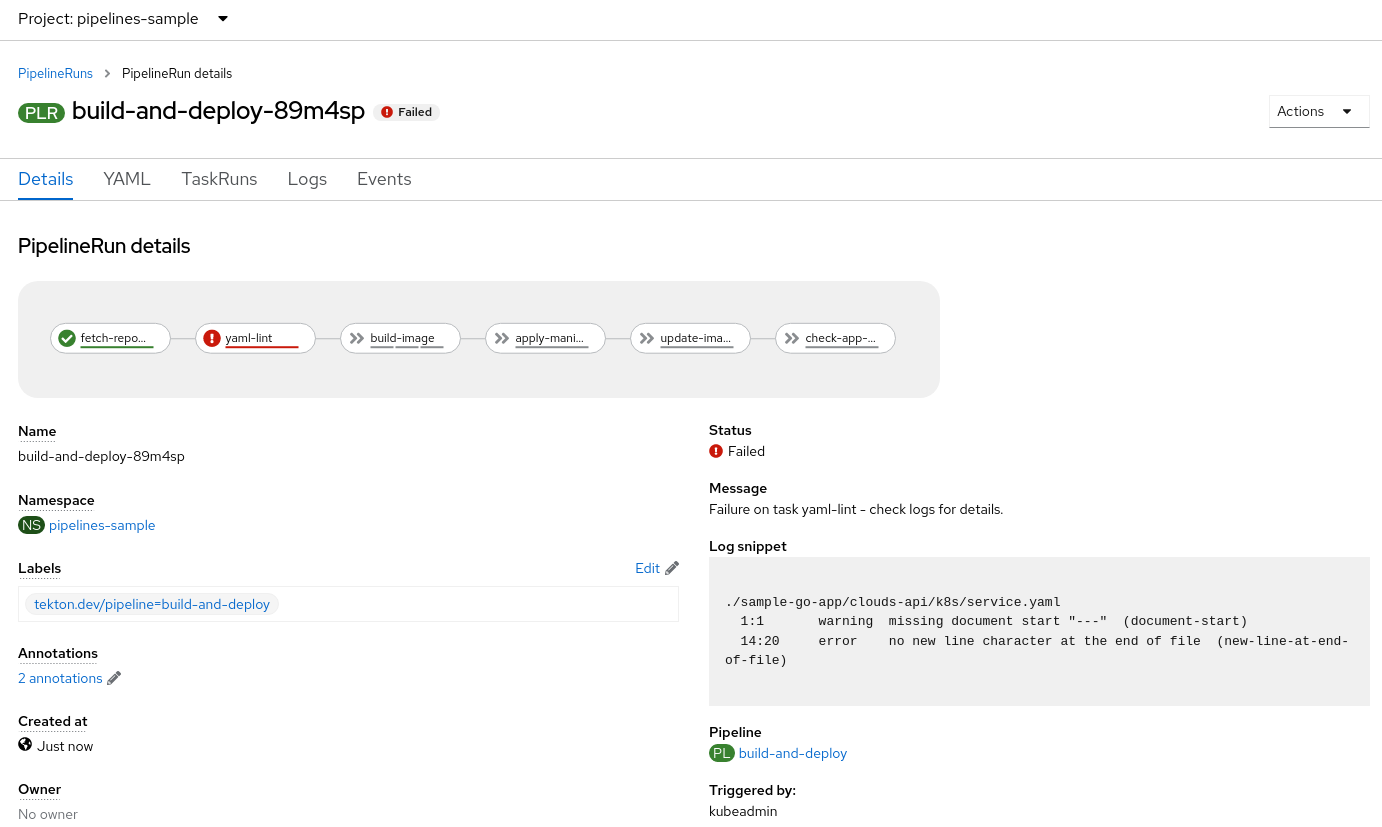 Project: pipelines-sample
PipelineRuns > PipelineRun details
PLR build-and-deploy-89m4sp Failed
Actions
Details YAML TaskRuns Logs Events
PipelineRun details
fetch-repo... yaml-lint build-image apply-mani... update-ima... check-app-...
Name
build-and-deploy-89m4sp
Namespace
NS pipelines-sample
Labels Edit
tekton.dev/pipeline=build-and-deploy
Annotations
2 annotations
Created at
Just now
Owner
No owner
Status
Failed
Message
Failure on task yaml-lint - check logs for details.
Log snippet
./sample-go-app/clouds-api/k8s/service.yaml
1:1 warning missing document start "---" (document-start)
14:20 error no new line character at the end of file (new-line-at-end-
of-file)
Pipeline
PL build-and-deploy
Triggered by:
kubeadmin